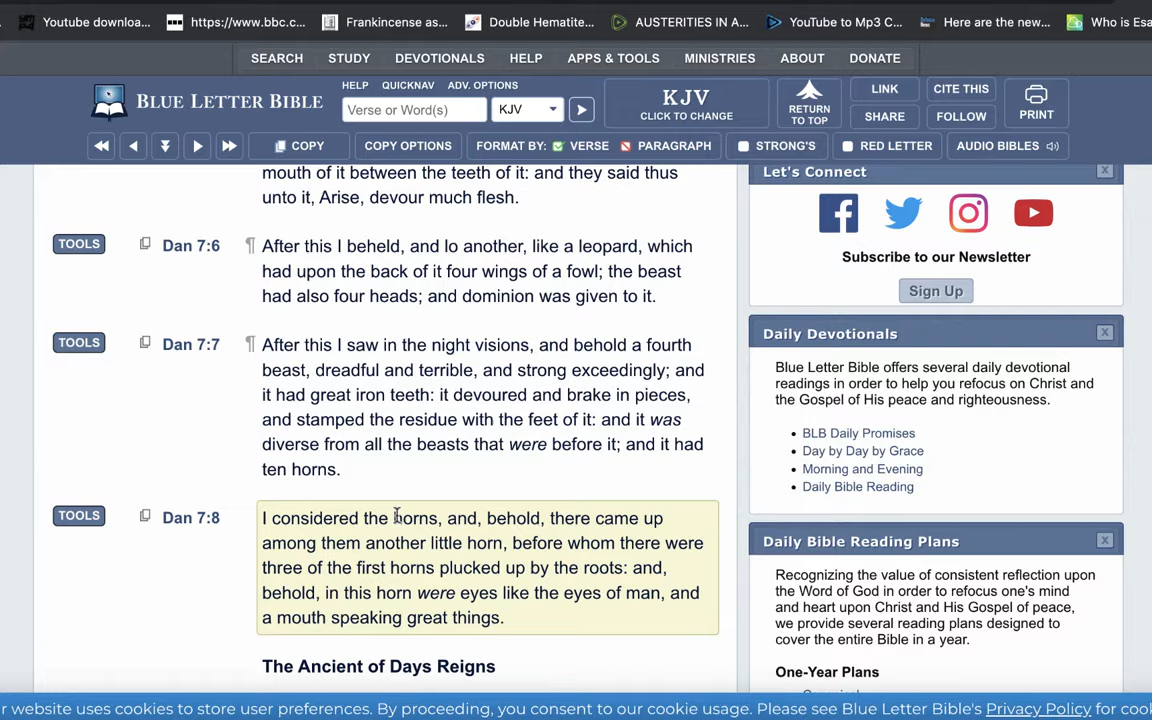 Youtube downloa...
https://www.bbc.c...
Frankincense as...
Double Hematite...
AUSTERITIES IN A...
YouTube to Mp3 C...
Here are the new...
Who is Esa
SEARCH STUDY DEVOTIONALS HELP APPS & TOOLS MINISTRIES ABOUT DONATE
BLUE LETTER BIBLE
HELP QUICKNAV ADV. OPTIONS
Verse or Word(s) KJV
KJV
CLICK TO CHANGE
RETURN
TO TOP
LINK
CITE THIS
SHARE
FOLLOW
PRINT
COPY COPY OPTIONS FORMAT BY: VERSE PARAGRAPH STRONG'S RED LETTER AUDIO BIBLES
mouth of it between the teeth of it: and they said thus
unto it, Arise, devour much flesh.
TOOLS Dan 7:6 ¶ After this I beheld, and lo another, like a leopard, which
had upon the back of it four wings of a fowl; the beast
had also four heads; and dominion was given to it.
TOOLS Dan 7:7 ¶ After this I saw in the night visions, and behold a fourth
beast, dreadful and terrible, and strong exceedingly; and
it had great iron teeth: it devoured and brake in pieces,
and stamped the residue with the feet of it: and it was
diverse from all the beasts that were before it; and it had
ten horns.
TOOLS Dan 7:8 I considered the horns, and, behold, there came up
among them another little horn, before whom there were
three of the first horns plucked up by the roots: and,
behold, in this horn were eyes like the eyes of man, and
a mouth speaking great things.
The Ancient of Days Reigns
Let's Connect
Subscribe to our Newsletter
Sign Up
Daily Devotionals
Blue Letter Bible offers several daily devotional
readings in order to help you refocus on Christ and
the Gospel of His peace and righteousness.
• BLB Daily Promises
• Day by Day by Grace
• Morning and Evening
• Daily Bible Reading
Daily Bible Reading Plans
Recognizing the value of consistent reflection upon
the Word of God in order to refocus one's mind
and heart upon Christ and His Gospel of peace,
we provide several reading plans designed to
cover the entire Bible in a year.
One-Year Plans
r website uses cookies to store user preferences. By proceeding, you consent to our cookie usage. Please see Blue Letter Bible's Privacy Policy for cook